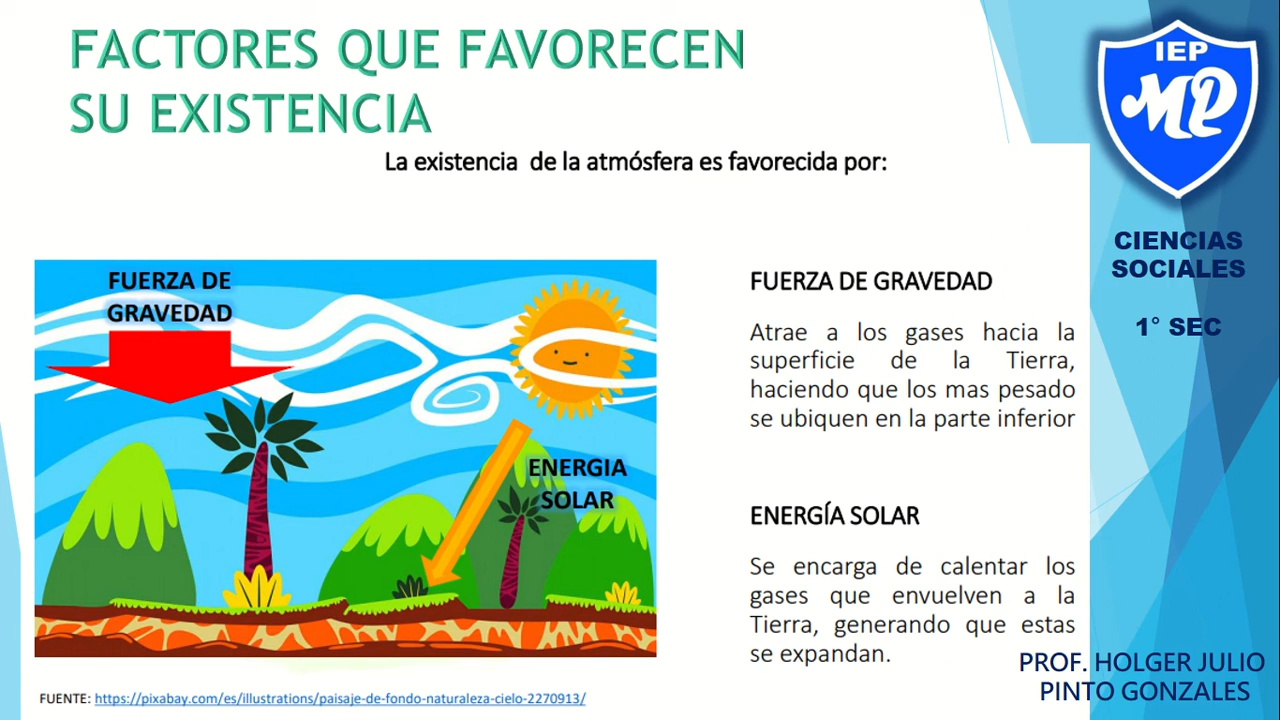 FACTORES QUE FAVORECEN
SU EXISTENCIA
La existencia de la atmósfera es favorecida por:
FUERZA DE
GRAVEDAD
ENERGIA
SOLAR
FUERZA DE GRAVEDAD
Atrae a los gases hacia la
superficie de la Tierra,
haciendo que los mas pesado
se ubiquen en la parte inferior
ENERGÍA SOLAR
Se encarga de calentar los
gases que envuelven a la
Tierra, generando que estas
se expandan.
FUENTE: https://pixabay.com/es/illustrations/paisaje-de-fondo-naturaleza-cielo-2270913/
IEP
MP
CIENCIAS
SOCIALES
1° SEC
PROF. HOLGER JULIO
PINTO GONZALES